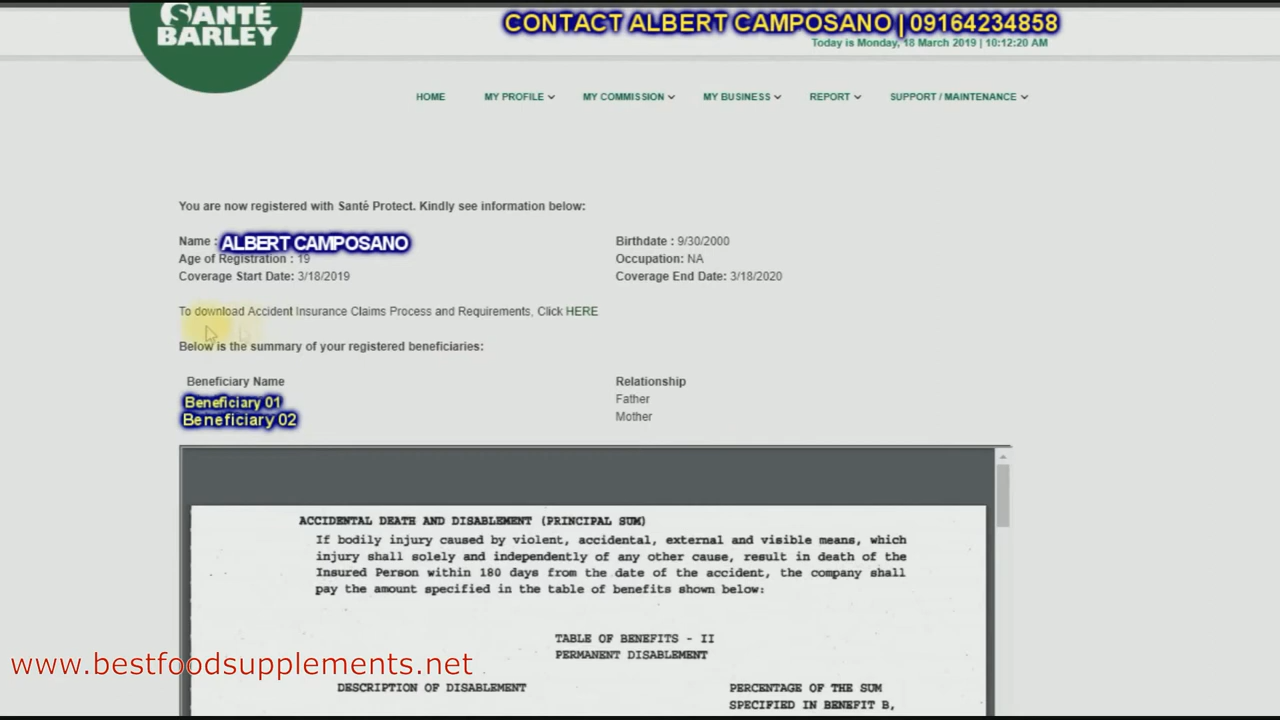 SANTÉ
BARLEY
CONTACT ALBERT CAMPOSANO | 09164234858
Today is Monday, 18 March 2019 | 10:12:20 AM
HOME MY PROFILE MY COMMISSION MY BUSINESS REPORT SUPPORT / MAINTENANCE
You are now registered with Santé Protect. Kindly see information below:
Name : ALBERT CAMPOSANO Birthdate : 9/30/2000
Age of Registration : 19 Occupation: NA
Coverage Start Date: 3/18/2019 Coverage End Date: 3/18/2020
To download Accident Insurance Claims Process and Requirements, Click HERE
Below is the summary of your registered beneficiaries:
Beneficiary Name Relationship
Beneficiary 01 Father
Beneficiary 02 Mother
ACCIDENTAL DEATH AND DISABLEMENT (PRINCIPAL SUM)
If bodily injury caused by violent, accidental, external and visible means, which
injury shall solely and independently of any other cause, result in death of the
Insured Person within 180 days from the date of the accident, the company shall
pay the amount specified in the table of benefits shown below:
TABLE OF BENEFITS - II
PERMANENT DISABLEMENT
www.bestfoodsupplements.net
DESCRIPTION OF DISABLEMENT PERCENTAGE OF THE SUM
SPECIFIED IN BENEFIT B,